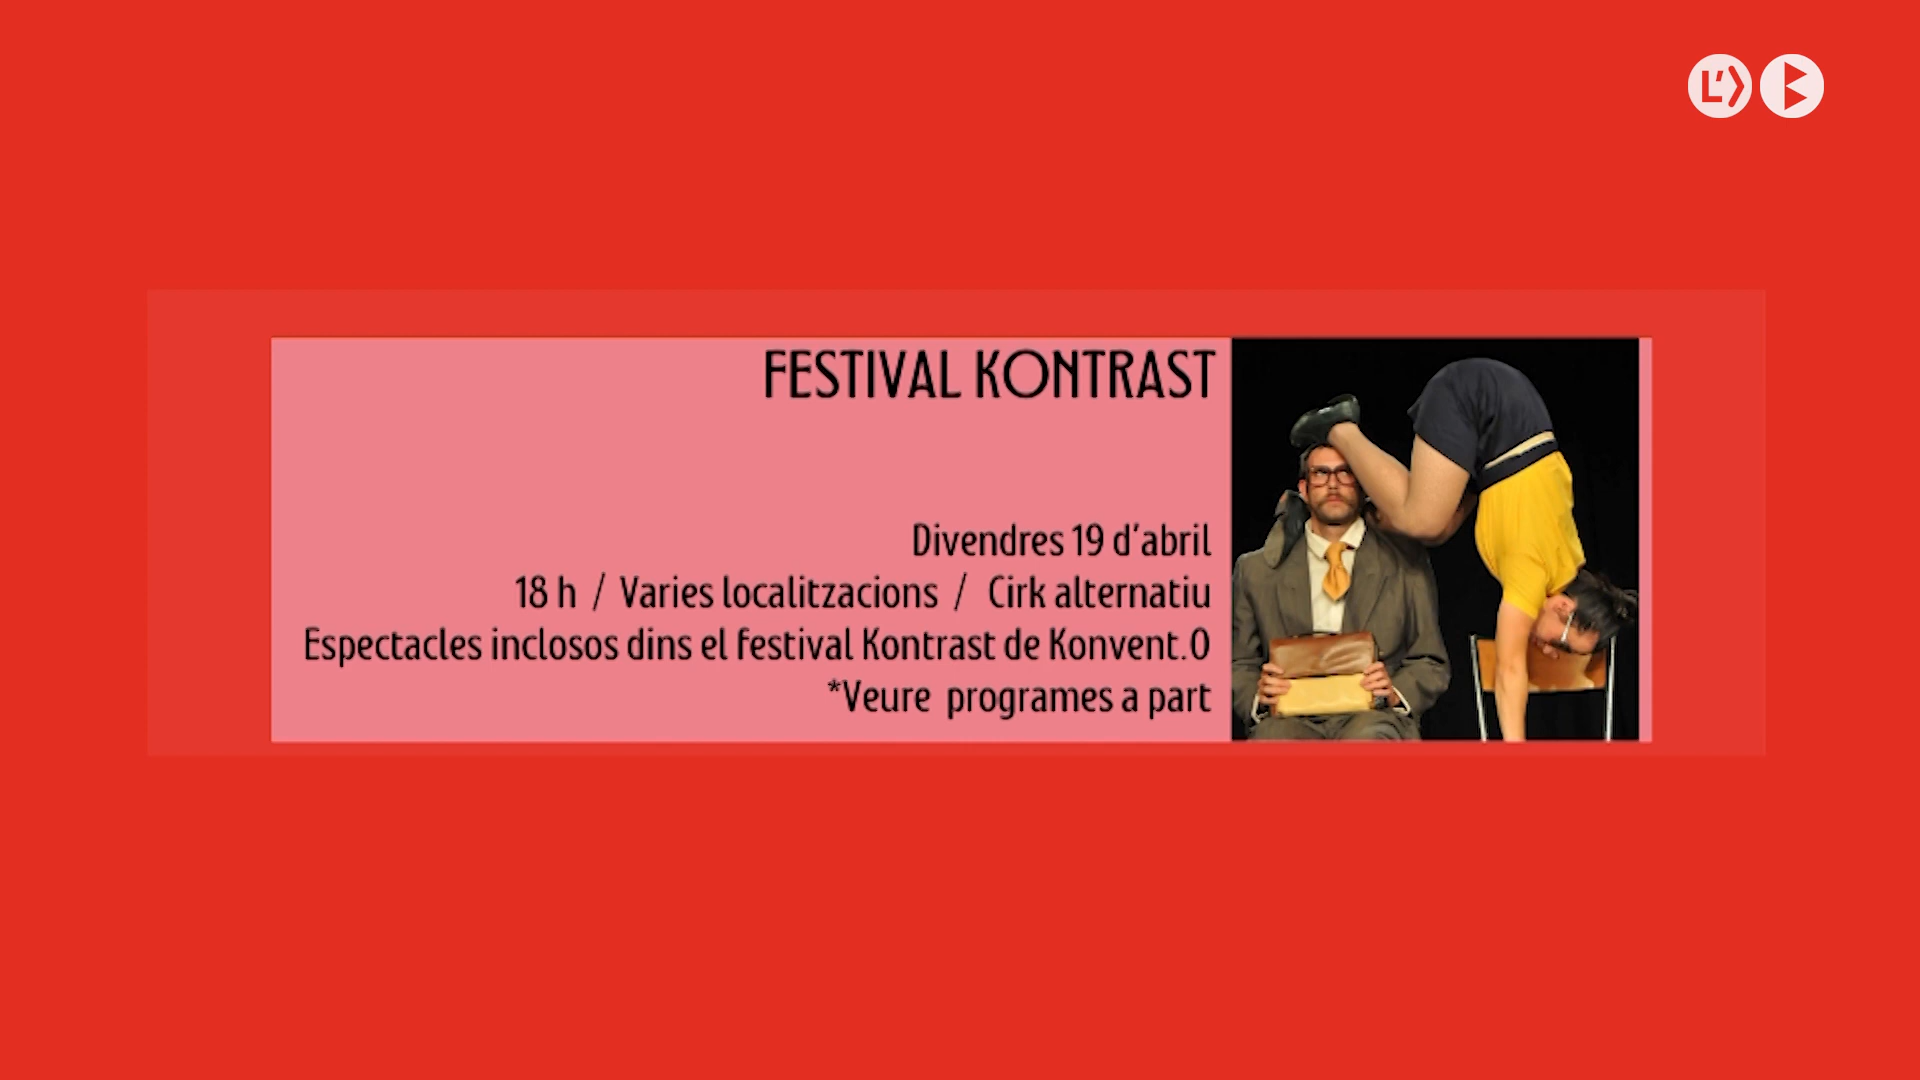 L'
FESTIVAL KONTRAST
Divendres 19 d'abril
18 h / Varies localitzacions / Cirk alternatiu
Espectacles inclosos dins el festival Kontrast de Konvent.0
*Veure programes a part